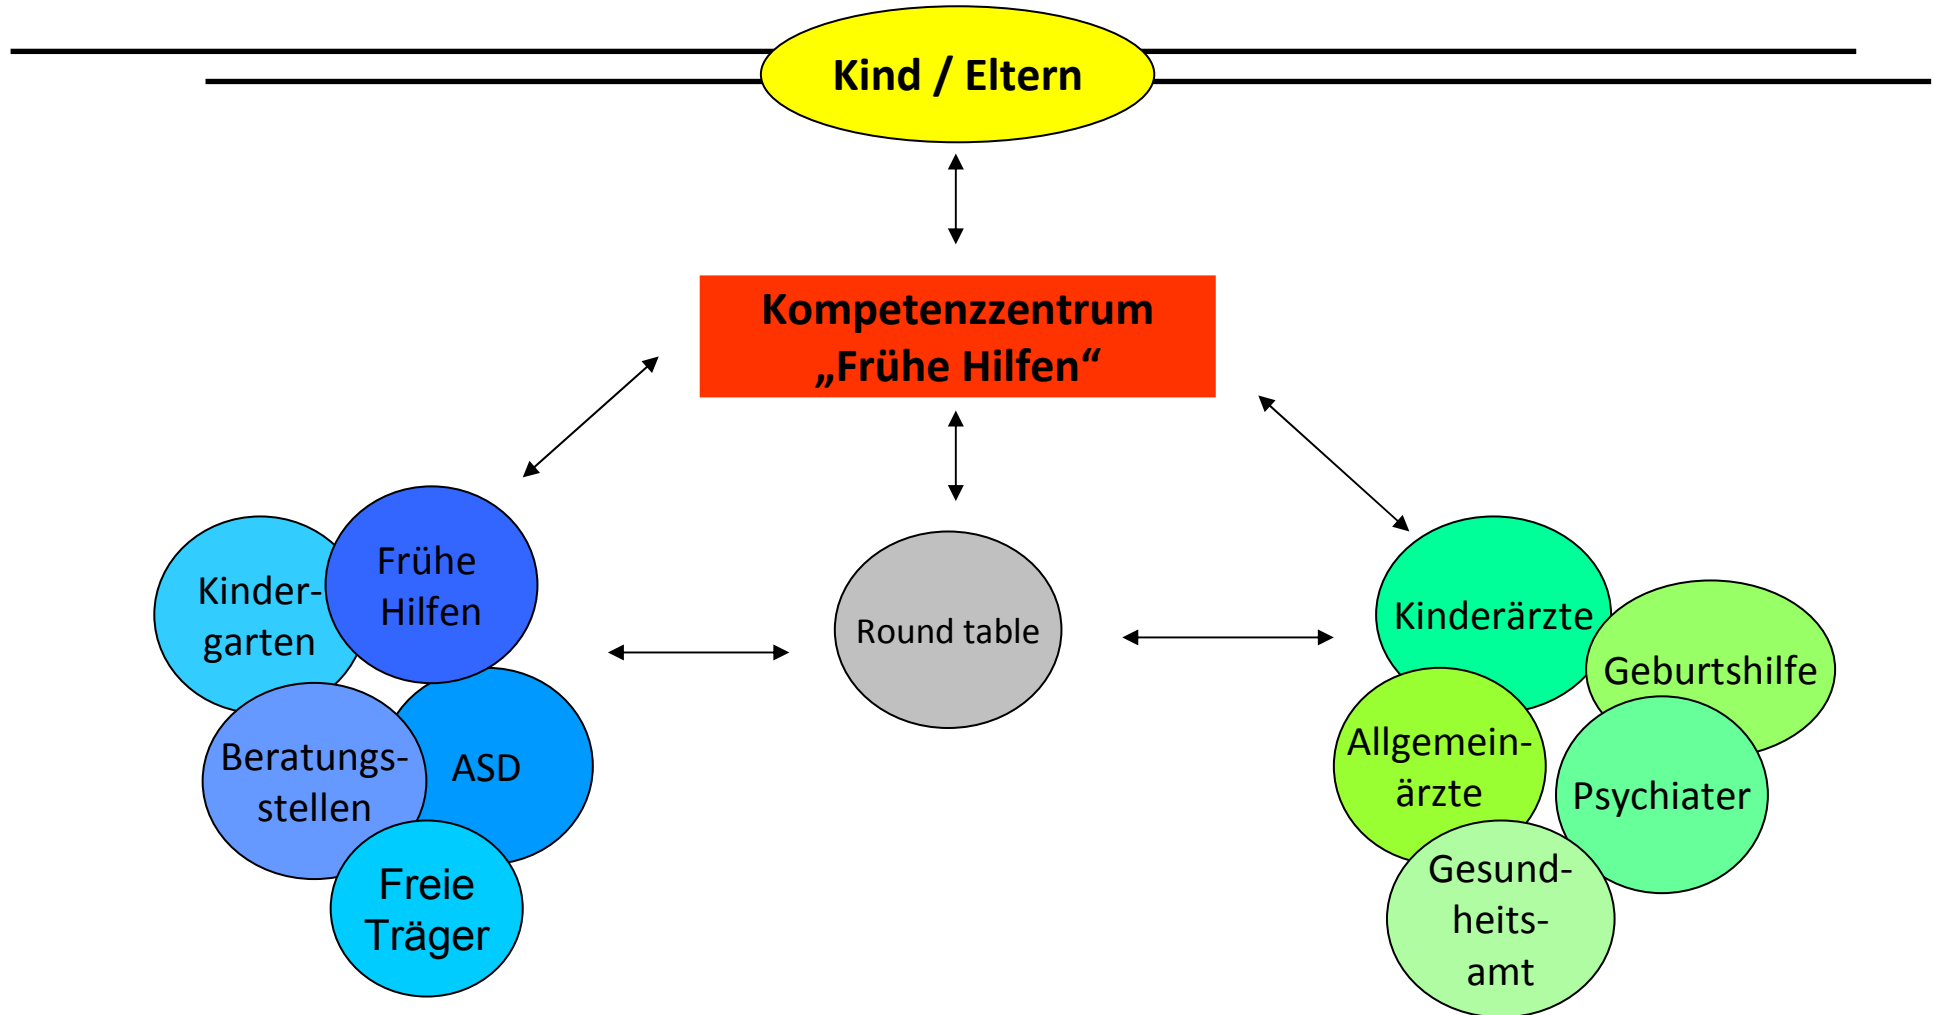 Kind / Eltern
Kompetenzzentrum
„Frühe Hilfen“
Kinder-
garten
Frühe
Hilfen
Beratungs-
stellen
ASD
Freie
Träger
Round table
Kinderärzte
Geburtshilfe
Allgemein-
ärzte
Psychiater
Gesund-
heits-
amt